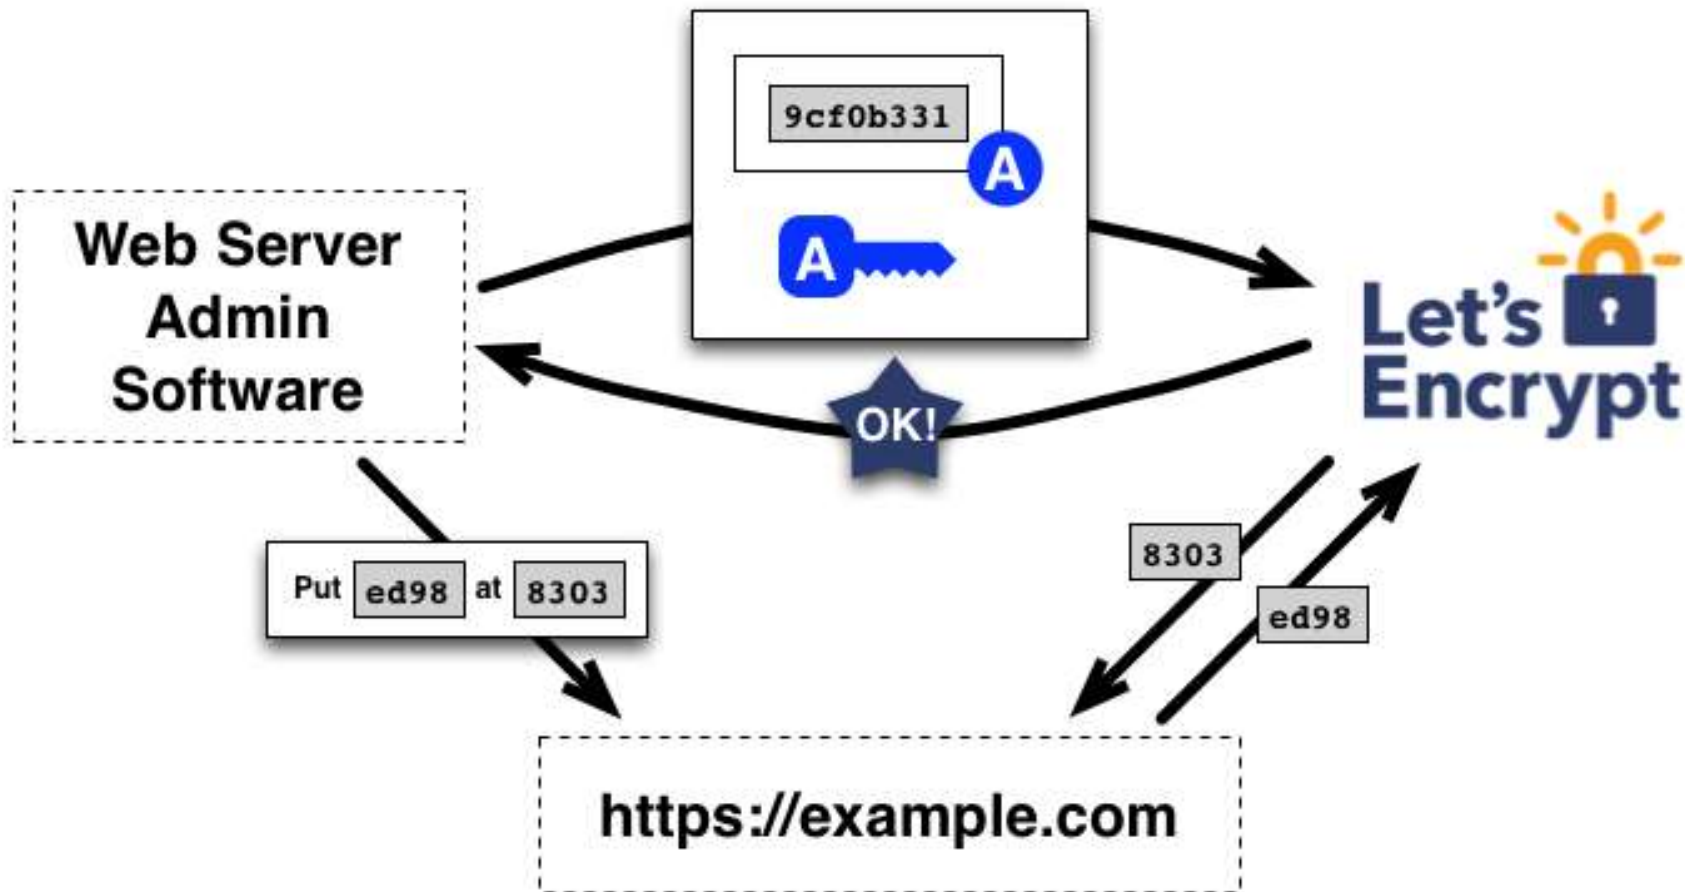 9cf0b331
A
A
Web Server
Admin
Software
Let's
Encrypt
OK!
Put ed98 at 8303
8303
ed98
https://example.com